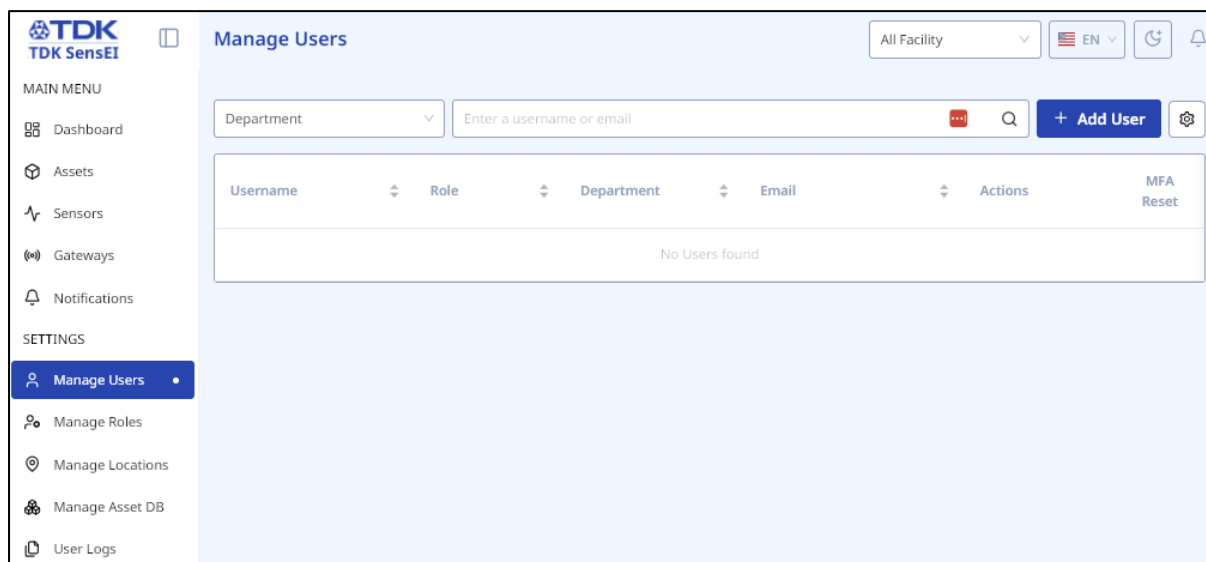 TDK
TDK SensEI
Manage Users
All Facility
EN
MAIN MENU
Dashboard
Assets
Sensors
Gateways
Notifications
SETTINGS
Manage Users
Manage Roles
Manage Locations
Manage Asset DB
User Logs
Department
Enter a username or email
+ Add User
Username
Role
Department
Email
Actions
MFA
Reset
No Users found